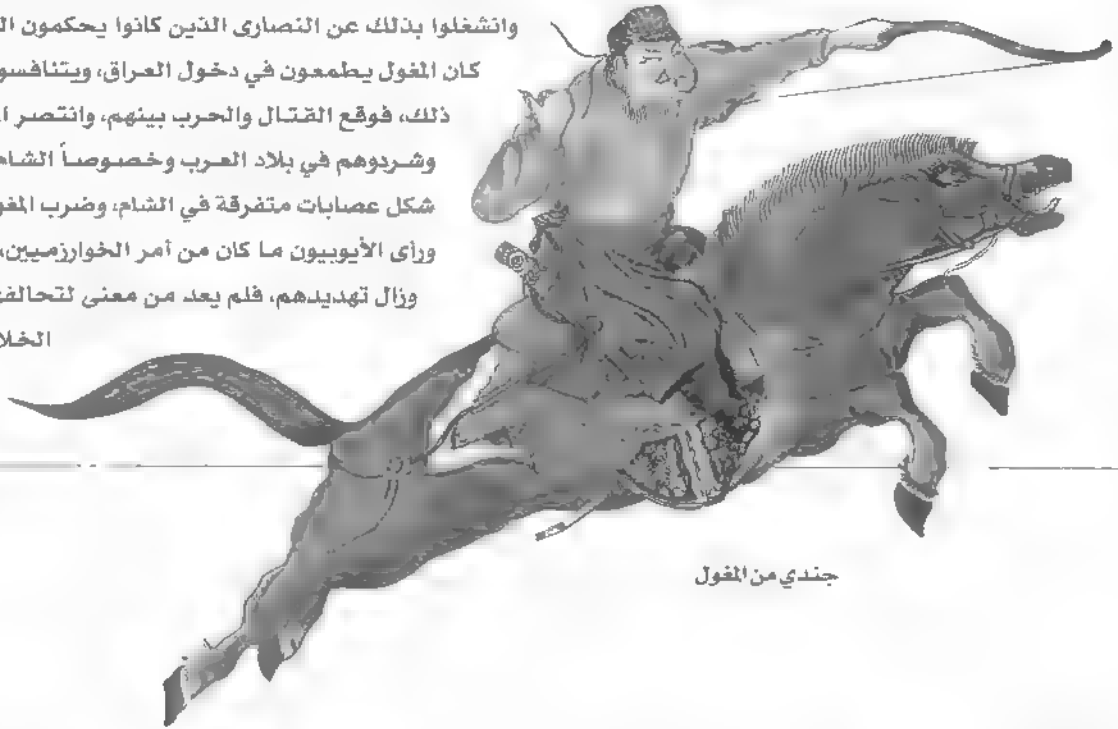 وانشغلوا بذلك عن النصارى الذين كانوا يحكمون
كان المغول يطمعون في دخول العراق، ويتنافسو
ذلك، فوقع القتال والحرب بينهم، وانتصر
وشردوهم في بلاد العرب وخصوصاً الشا
شكل عصابات متفرقة في الشام، وضرب المغو
ورأى الأيوبيون ما كان من أمر الخوارزميين،
وزال تهديدهم، فلم يعد من معنى لتحالف
الخلا
جندي من المغول